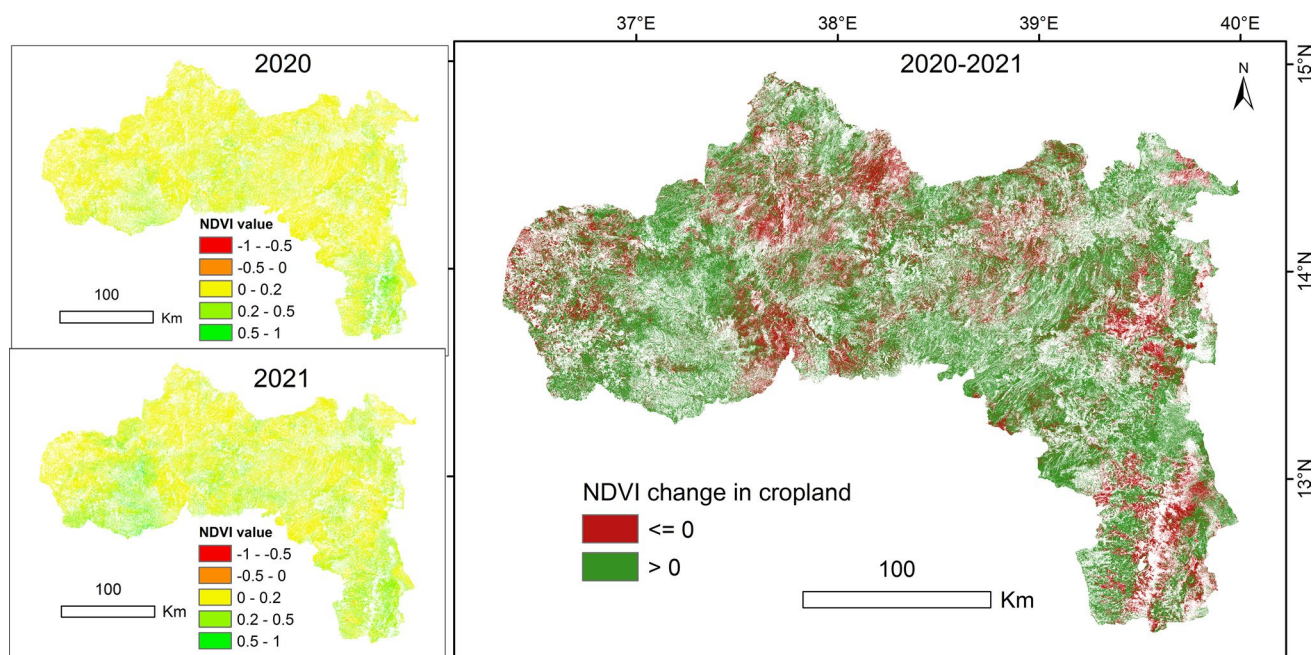 2020
NDVI value
-1 - -0.5
-0.5 - 0
0 - 0.2
0.2 - 0.5
0.5 - 1
100
Km
2021
NDVI value
-1 - -0.5
-0.5 - 0
0 - 0.2
0.2 - 0.5
0.5 - 1
100
Km
37°E
38°E
39°E
40°E
2020-2021
N
15°N
14°N
13°N
NDVI change in cropland
<= 0
> 0
100
Km